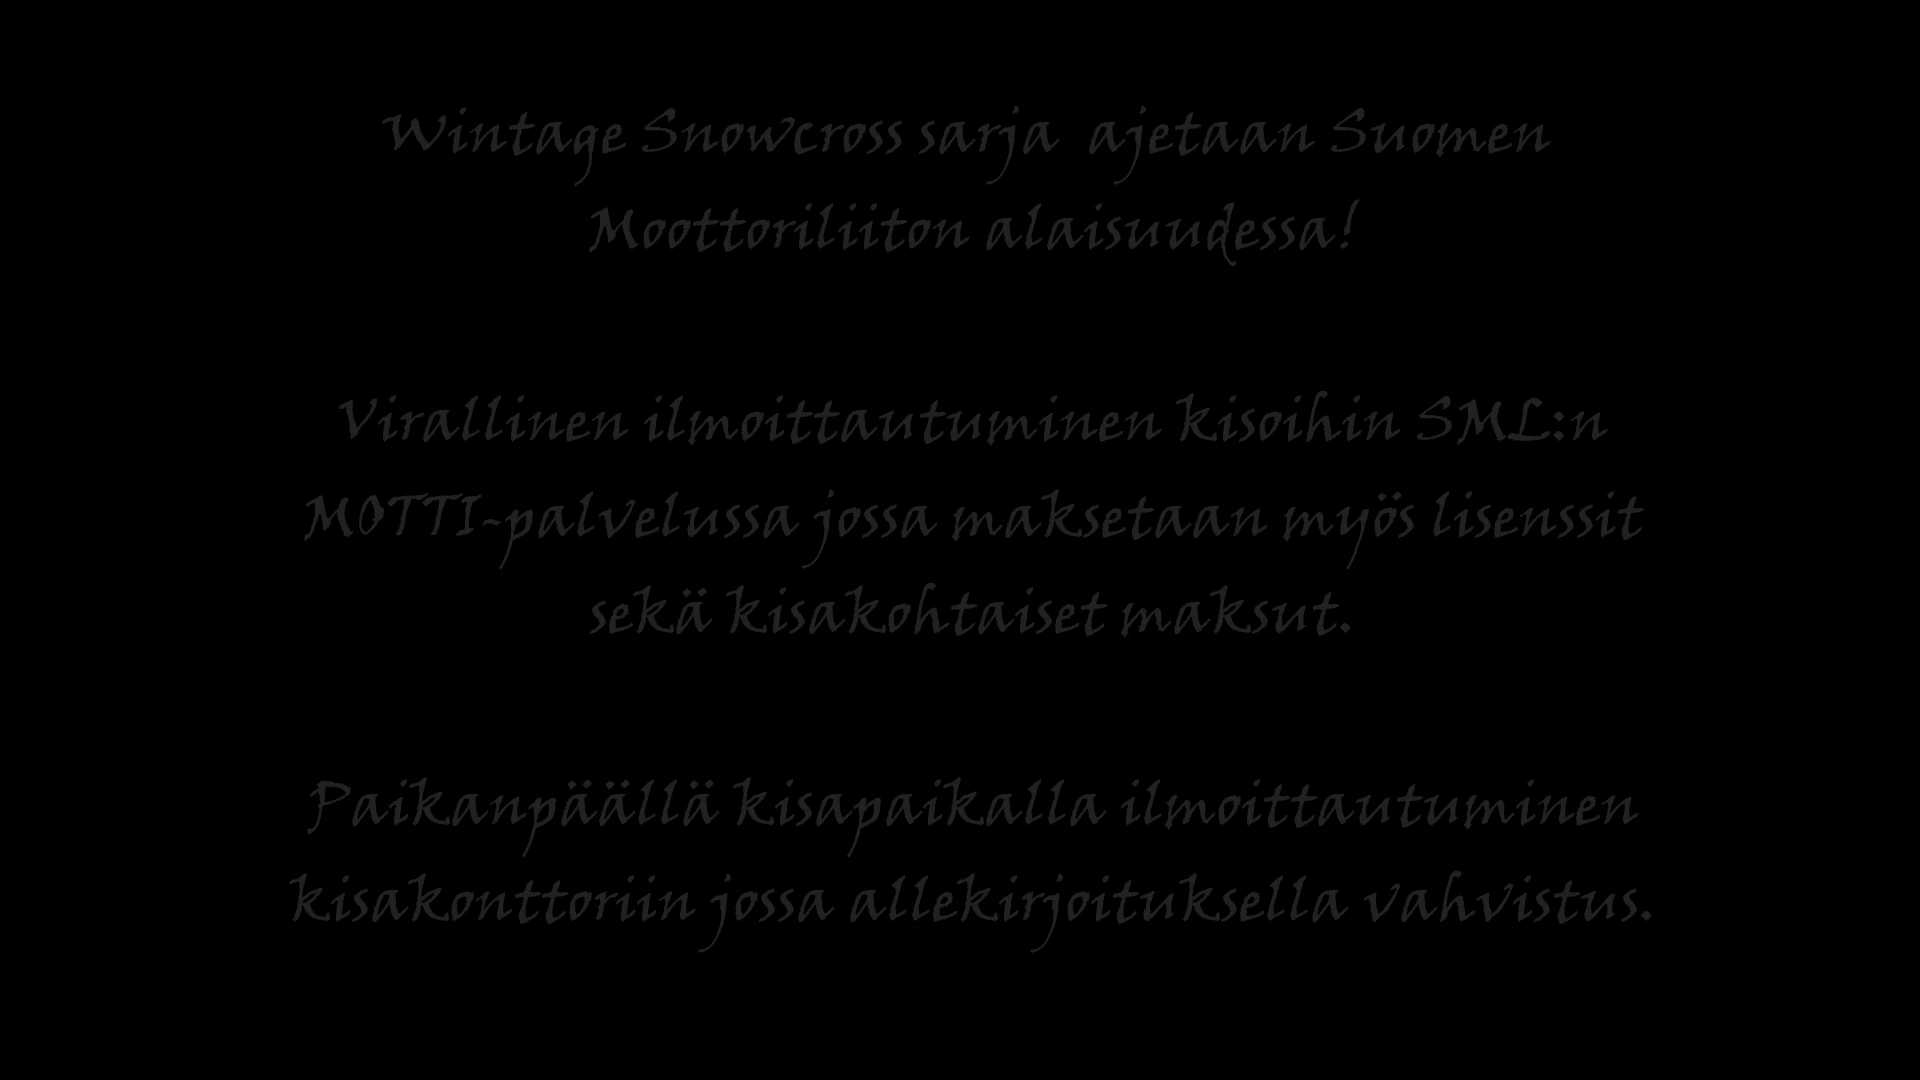 Wintage Snowcross sarja  ajetaan Suomen
Moottoriliiton alaisuudessa!
Virallinen ilmoittautuminen kisoihin SML:n
MOTTI-palvelussa jossa maksetaan myös lisenssit
sekä kisakohtaiset maksut.
Paikanpäällä kisapaikalla ilmoittautuminen
kisakonttoriin jossa allekirjoituksella vahvistus.